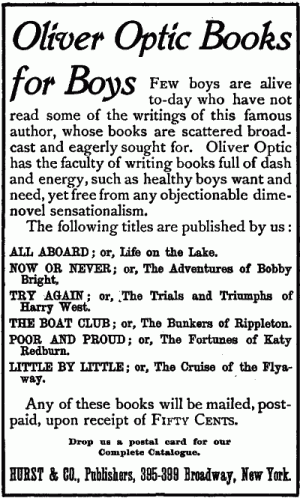 Oliver Optic Books
for Boys FEW boys are alive
to-day who have not
read some of the writings of this famous
author, whose books are scattered broad-
cast and eagerly sought for. Oliver Optic
has the faculty of writing books full of dash
and energy, such as healthy boys want and
need, yet free from any objectionable dime-
novel sensationalism.
The following titles are published by us :
ALL ABOARD; or, Life on the Lake.
NOW OR NEVER; or, The Adventures of Bobby
Bright.
TRY AGAIN; or, The Trials and Triumphs of
Harry West.
THE BOAT CLUB; or, The Bunkers of Rippleton.
POOR AND PROUD; or, The Fortunes of Katy
Redburn.
LITTLE BY LITTLE; or, The Cruise of the Flya-
way.
Any of these books will be mailed, post-
paid, upon receipt of FIFTY CENTS.
Drop us a postal card for our
Complete Catalogue.
HURST & CO., Publishers, 395-399 Broadway, New York.